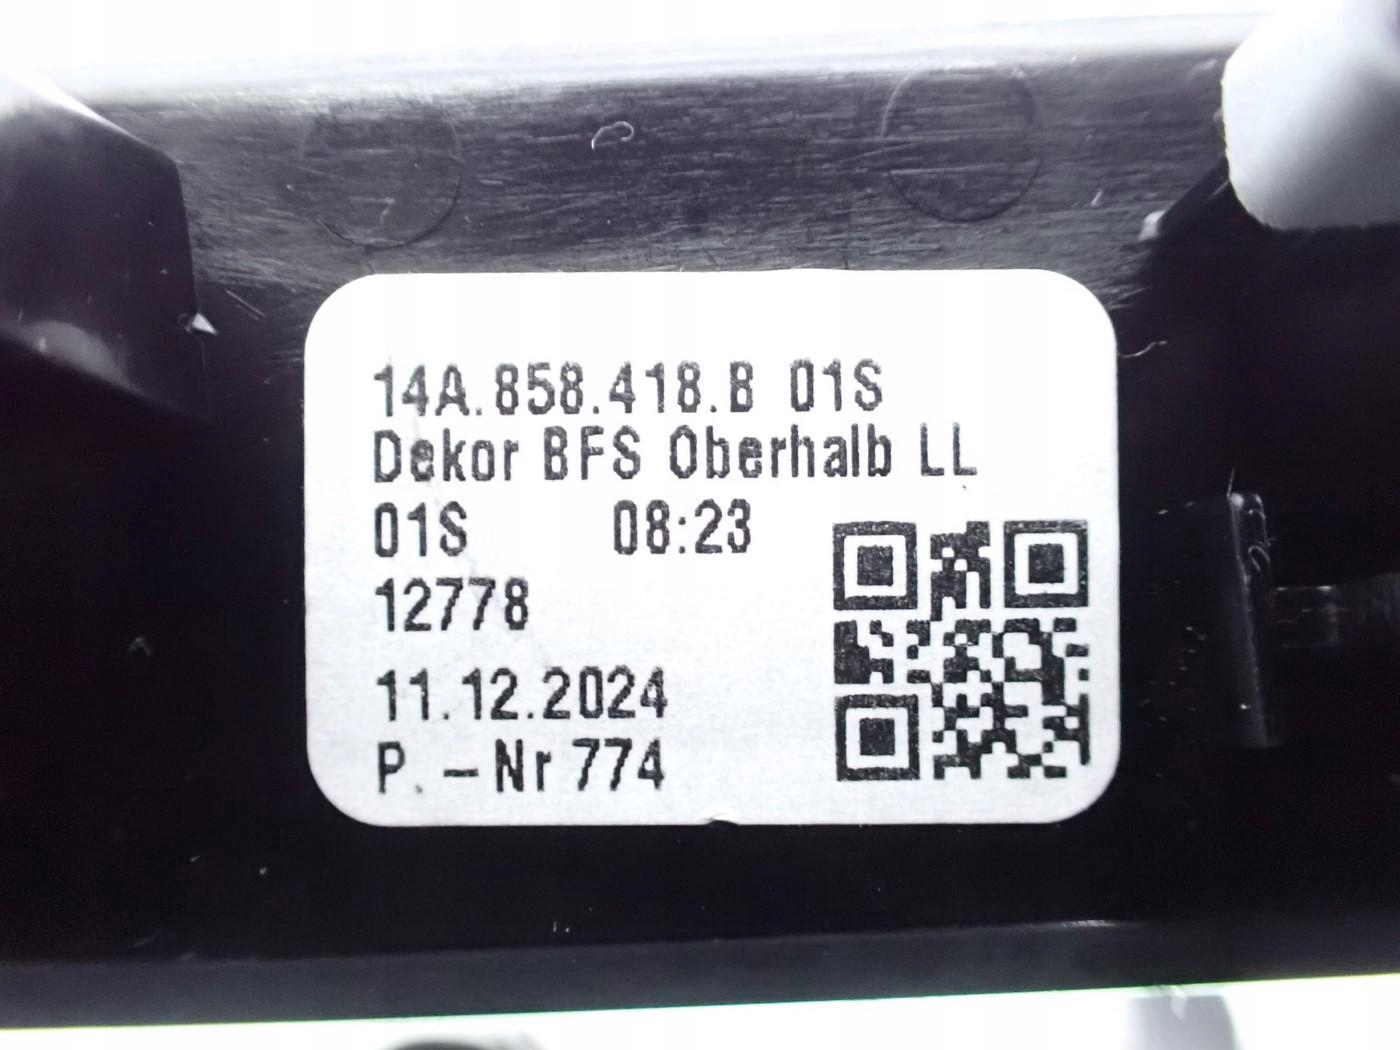 14A.858.418.B 01S
Dekor BFS Oberhalb LL
01S 08:23
12778
11.12.2024
P. -Nr 774